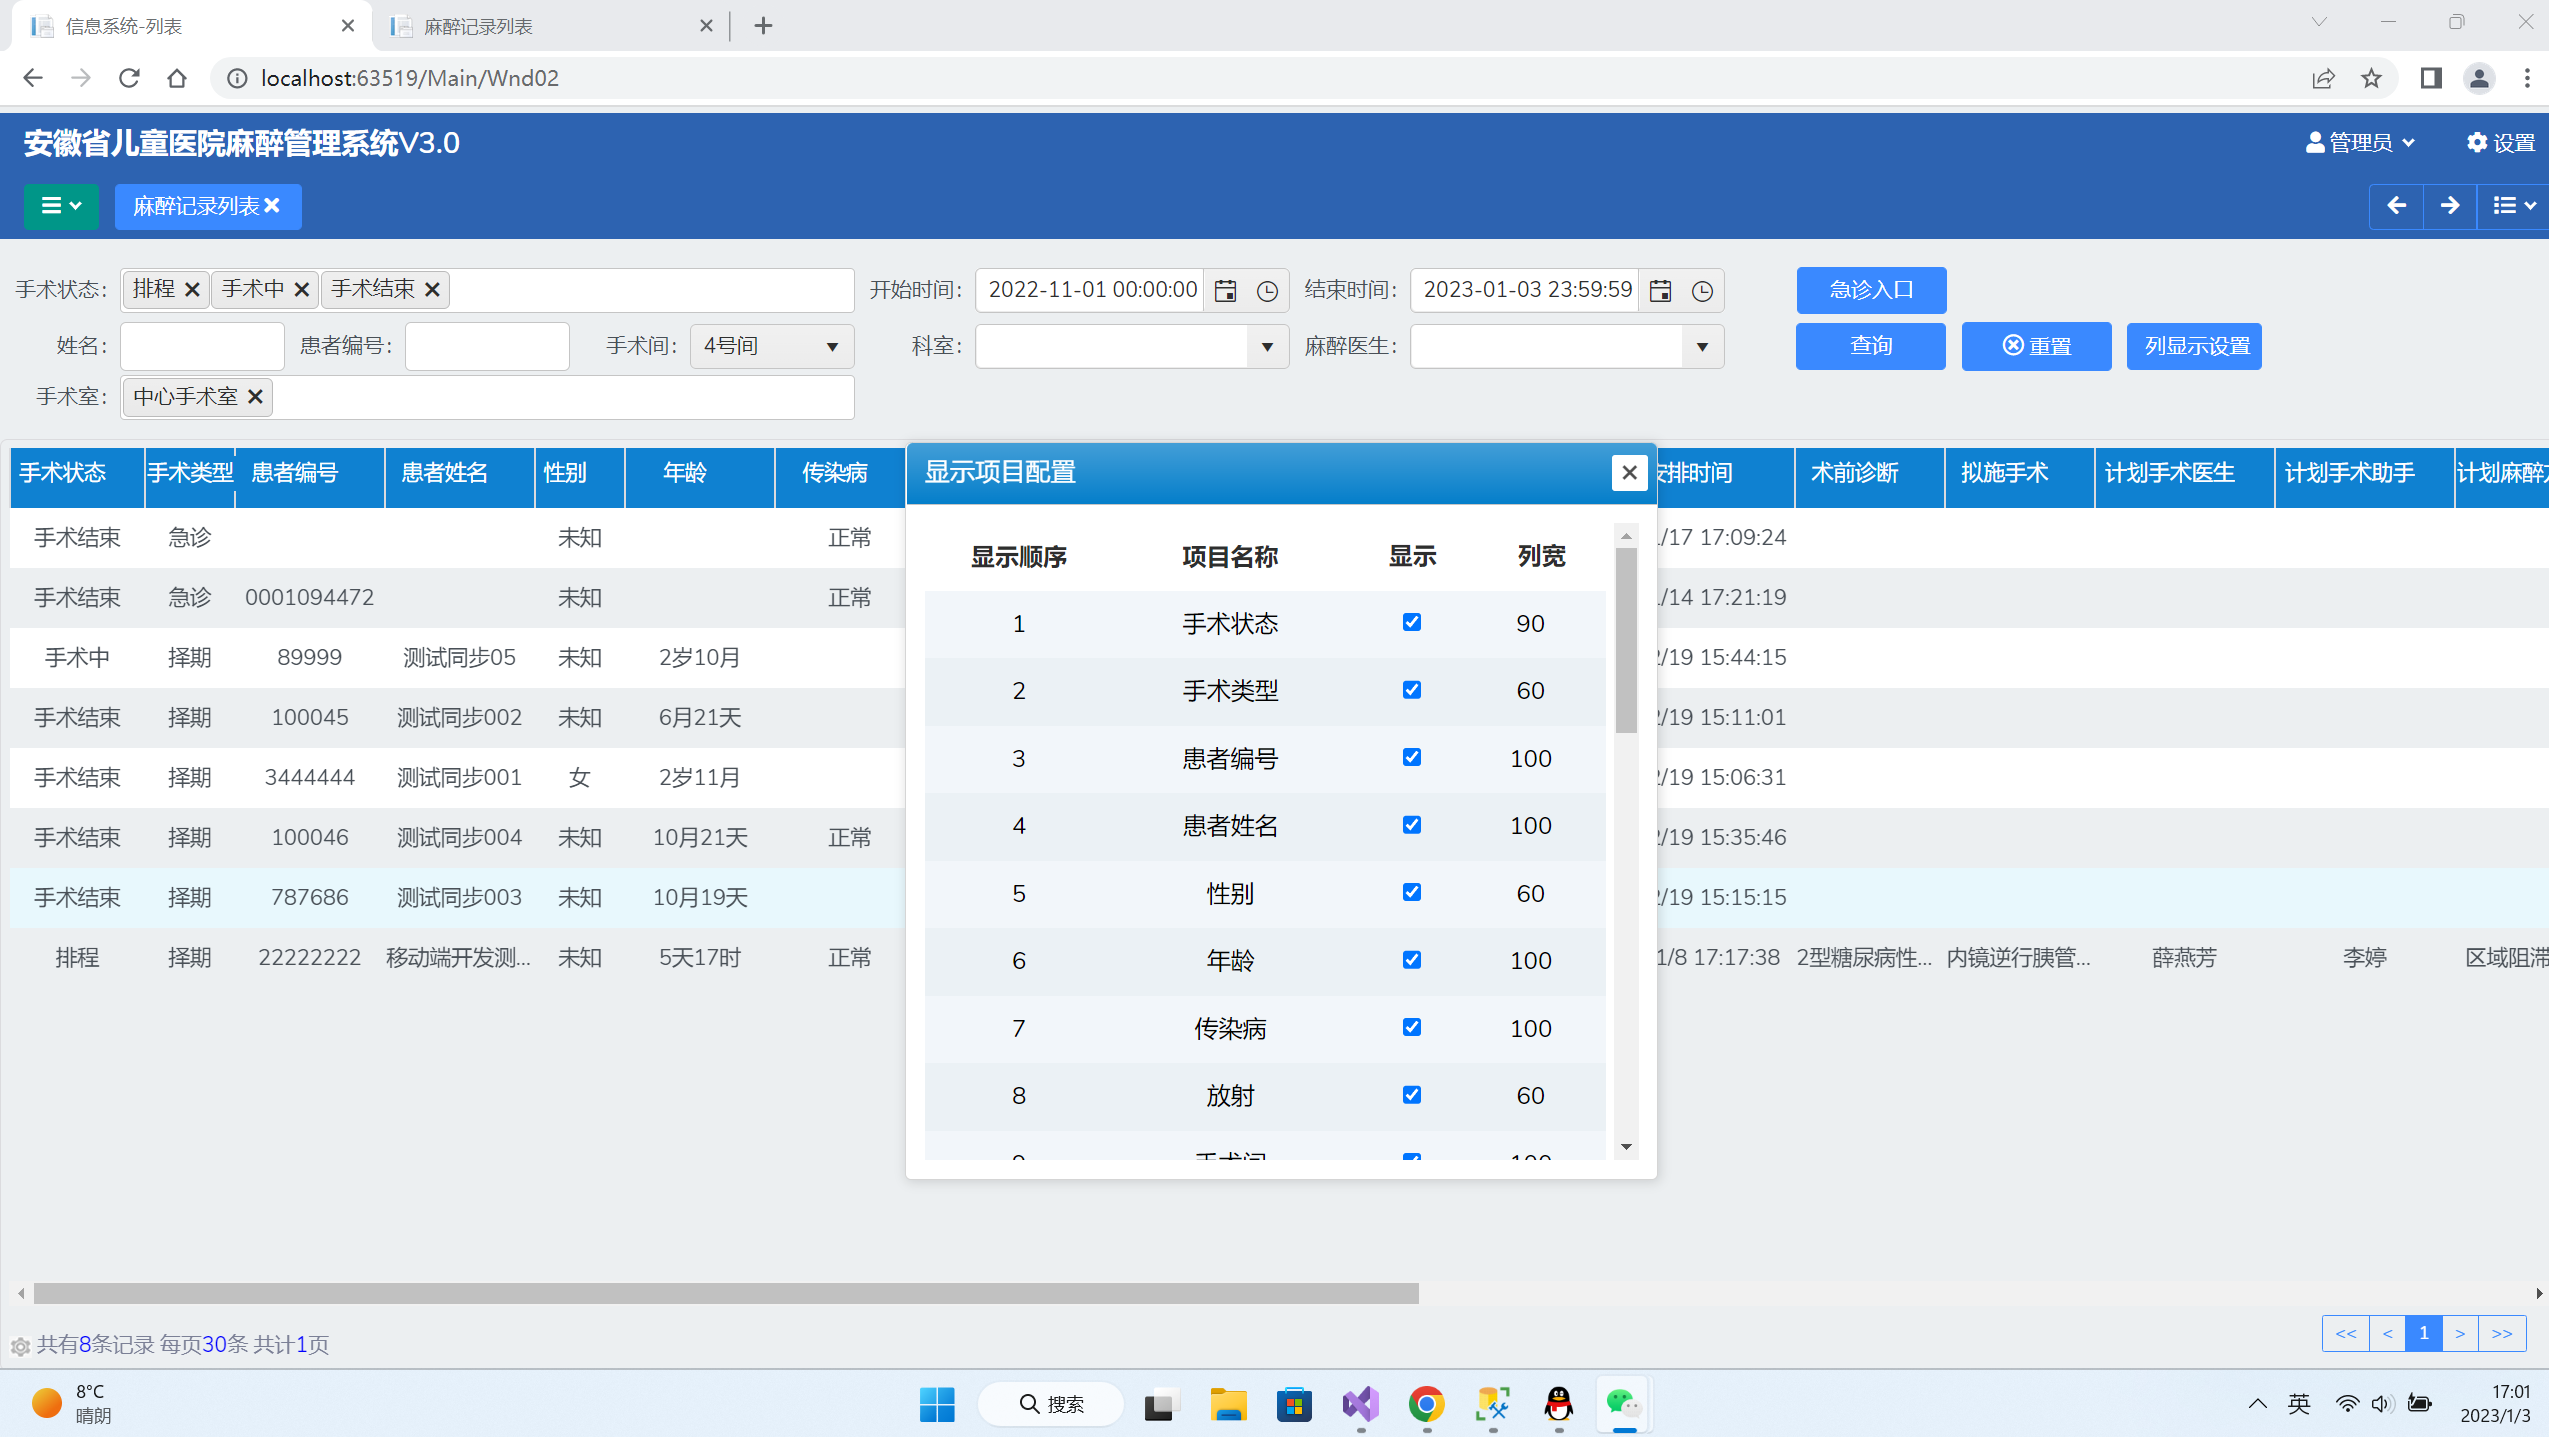 信息系统-列表
麻醉记录列表
localhost:63519/Main/Wnd02
安徽省儿童医院麻醉管理系统V3.0
管理员
设置
麻醉记录列表
手术状态: 排程 手术中 手术结束 开始时间: 2022-11-01 00:00:00 结束时间: 2023-01-03 23:59:59 急诊入口
姓名: 患者编号: 手术间: 4号间 科室: 麻醉医生: 查询 重置 列显示设置
手术室: 中心手术室
手术状态 手术类型 患者编号 患者姓名 性别 年龄 传染病 排时间 术前诊断 拟施手术 计划手术医生 计划手术助手 计划麻醉
手术结束 急诊 未知 正常 /17 17:09:24
手术结束 急诊 0001094472 未知 正常 /14 17:21:19
手术中 择期 89999 测试同步05 未知 2岁10月 /19 15:44:15
手术结束 择期 100045 测试同步002 未知 6月21天 /19 15:11:01
手术结束 择期 3444444 测试同步001 女 2岁11月 /19 15:06:31
手术结束 择期 100046 测试同步004 未知 10月21天 正常 /19 15:35:46
手术结束 择期 787686 测试同步003 未知 10月19天 /19 15:15:15
排程 择期 22222222 移动端开发测... 未知 5天17时 正常 1/8 17:17:38 2型糖尿病性... 内镜逆行胰管... 薛燕芳 李婷 区域阻滞
显示项目配置
显示顺序 项目名称 显示 列宽
1 手术状态 90
2 手术类型 60
3 患者编号 100
4 患者姓名 100
5 性别 60
6 年龄 100
7 传染病 100
8 放射 60
9 手术间 100
共有8条记录 每页30条 共计1页
<< < 1 > >>
8°C
晴朗
搜索
英
17:01
2023/1/3